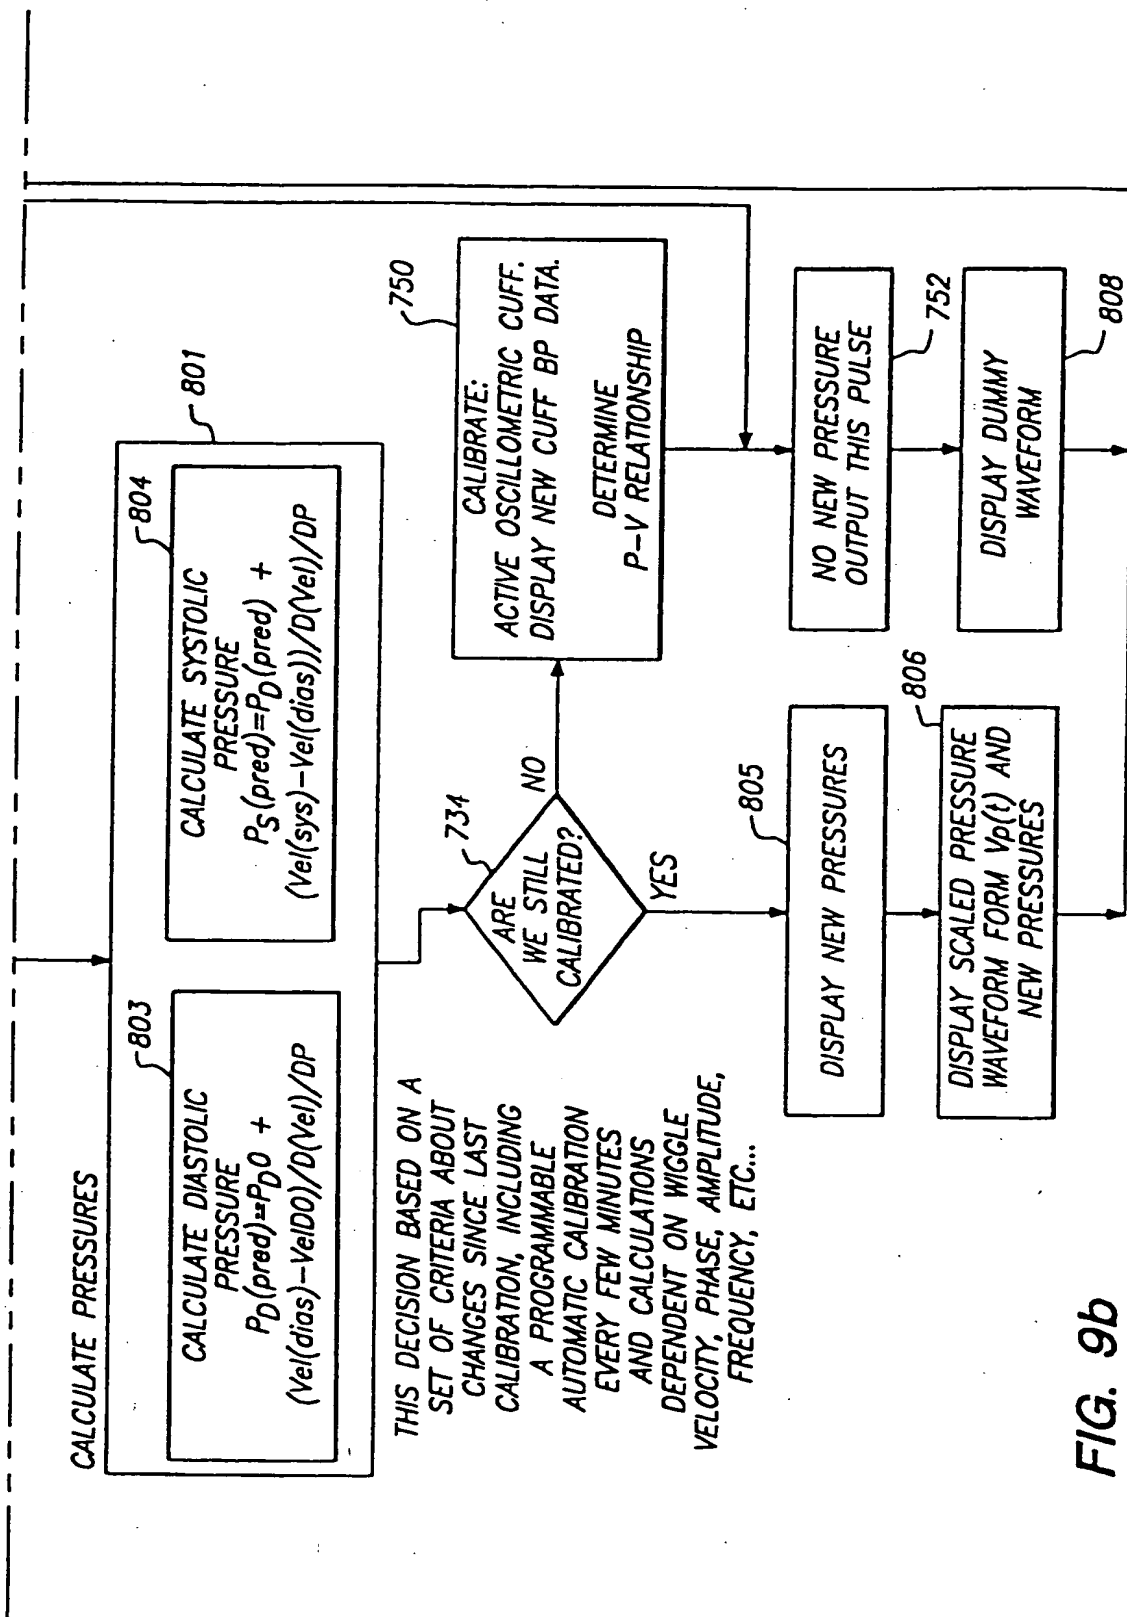 CALCULATE PRESSURES
801
803
CALCULATE DIASTOLIC
PRESSURE
P_D(pred)=P_D0 +
(Vel(dias)-VelD0)/D(Vel)/DP
804
CALCULATE SYSTOLIC
PRESSURE
P_S(pred)=P_D(pred) +
(Vel(sys)-Vel(dias))/D(Vel)/DP
THIS DECISION BASED ON A
SET OF CRITERIA ABOUT
CHANGES SINCE LAST
CALIBRATION, INCLUDING
A PROGRAMMABLE
AUTOMATIC CALIBRATION
EVERY FEW MINUTES
AND CALCULATIONS
DEPENDENT ON WIGGLE
VELOCITY, PHASE, AMPLITUDE,
FREQUENCY, ETC...
734
ARE
WE STILL
CALIBRATED?
NO
YES
750
CALIBRATE:
ACTIVE OSCILLOMETRIC CUFF.
DISPLAY NEW CUFF BP DATA.
DETERMINE
P-V RELATIONSHIP
805
DISPLAY NEW PRESSURES
806
DISPLAY SCALED PRESSURE
WAVEFORM FORM Vp(t) AND
NEW PRESSURES
NO NEW PRESSURE
OUTPUT THIS PULSE
752
DISPLAY DUMMY
WAVEFORM
808
FIG. 9b